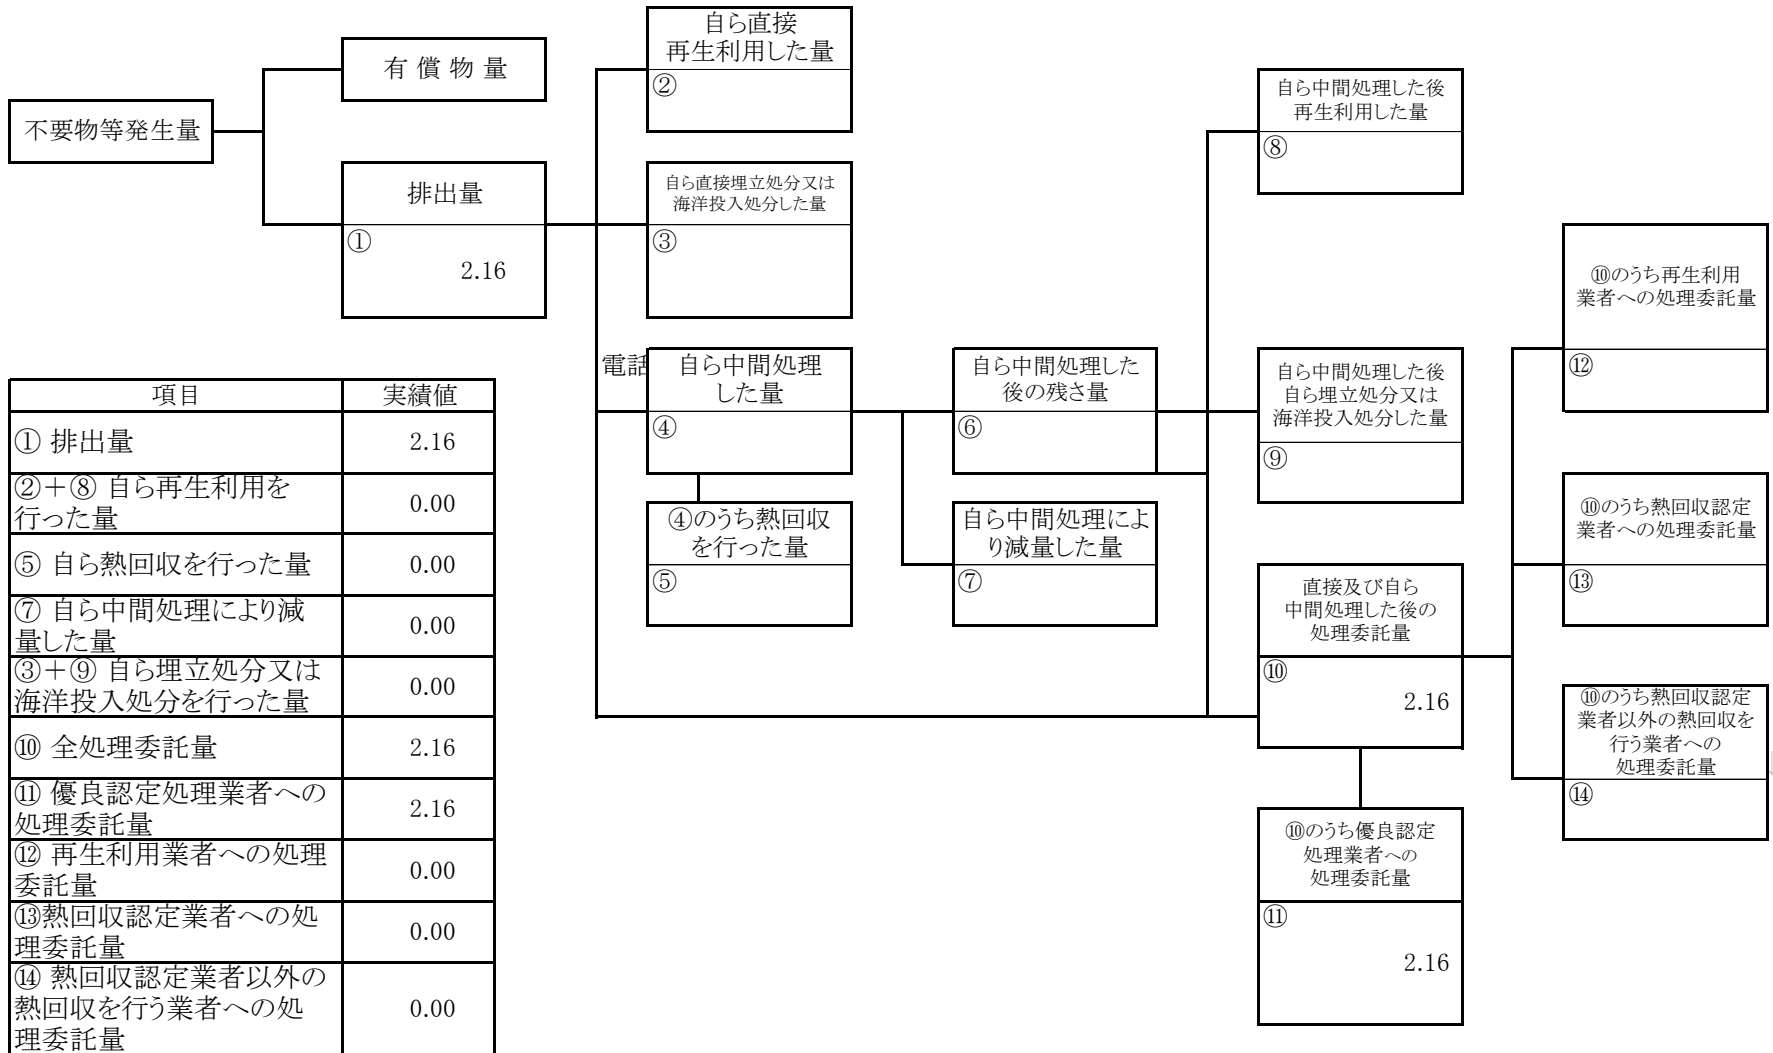 自ら直接
再生利用した量
②
有 償 物 量
不要物等発生量
自ら中間処理した後
再生利用した量
⑧
排出量
①
2.16
自ら直接埋立処分又は
海洋投入処分した量
③
⑩のうち再生利用
業者への処理委託量
⑫
電話
自ら中間処理
した量
④
自ら中間処理した
後の残さ量
⑥
自ら中間処理した後
自ら埋立処分又は
海洋投入処分した量
⑨
④のうち熱回収
を行った量
⑤
自ら中間処理によ
り減量した量
⑦
⑩のうち熱回収認定
業者への処理委託量
⑬
直接及び自ら
中間処理した後の
処理委託量
⑩
2.16
⑩のうち熱回収認定
業者以外の熱回収を
行う業者への
処理委託量
⑭
⑩のうち優良認定
処理業者への
処理委託量
⑪
2.16
項目 実績値
① 排出量 2.16
②＋⑧ 自ら再生利用を
行った量 0.00
⑤ 自ら熱回収を行った量 0.00
⑦ 自ら中間処理により減
量した量 0.00
③＋⑨ 自ら埋立処分又は
海洋投入処分を行った量 0.00
⑩ 全処理委託量 2.16
⑪ 優良認定処理業者への
処理委託量 2.16
⑫ 再生利用業者への処理
委託量 0.00
⑬熱回収認定業者への処
理委託量 0.00
⑭ 熱回収認定業者以外の
熱回収を行う業者への処
理委託量 0.00